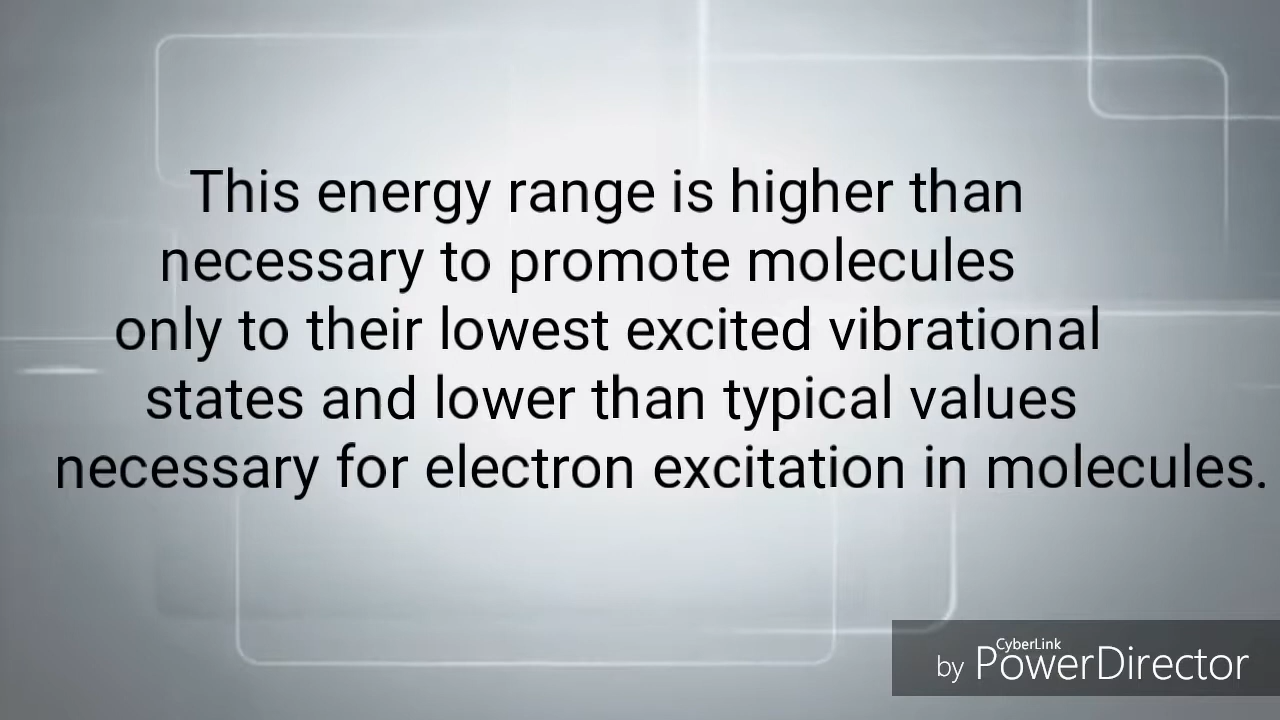 This energy range is higher than
necessary to promote molecules
only to their lowest excited vibrational
states and lower than typical values
necessary for electron excitation in molecules.
CyberLink
by PowerDirector